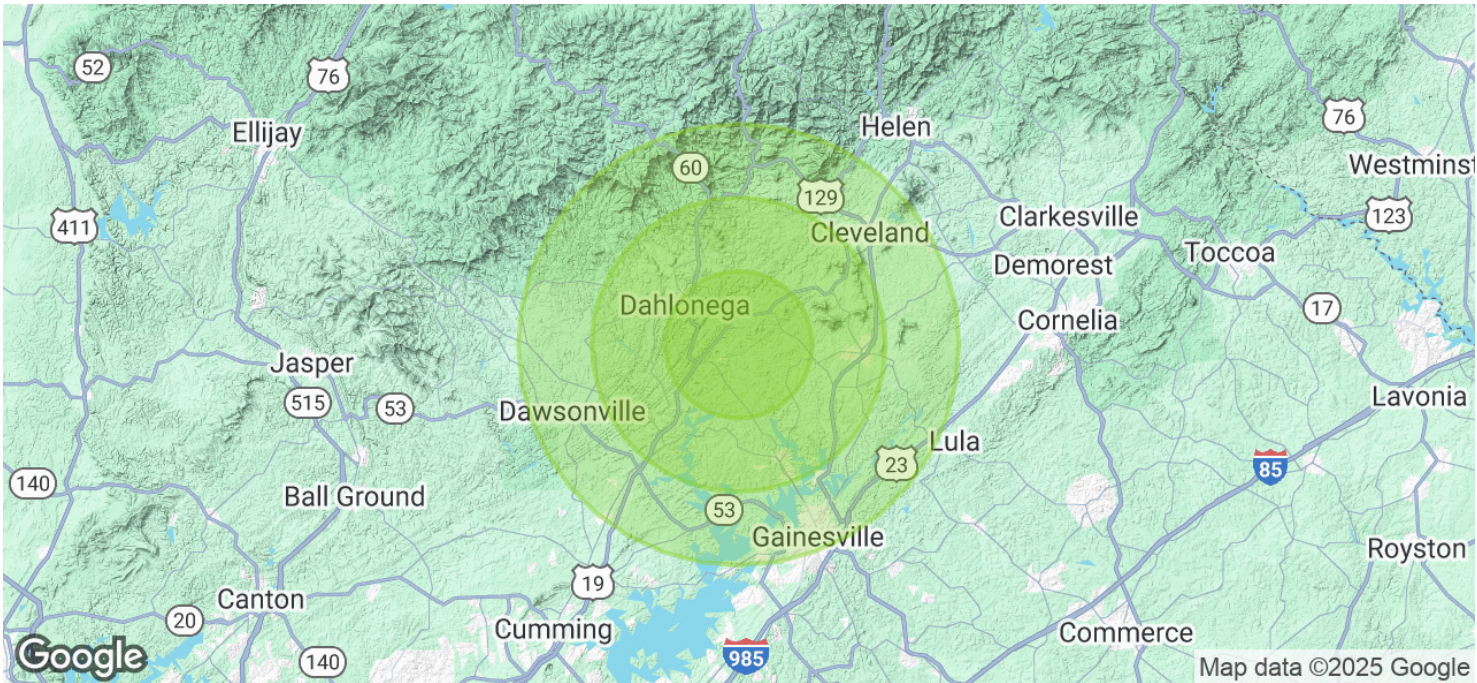 52
76
Ellijay
Helen
76
Westminst
60
129
411
Clarkesville
123
Cleveland
Toccoa
Demorest
Dahlonega
17
Cornelia
Jasper
515
53
Dawsonville
Lavonia
Lula
23
85
140
Ball Ground
53
Gainesville
Royston
19
Canton
20
Cumming
Commerce
985
140
Google
Map data ©2025 Google